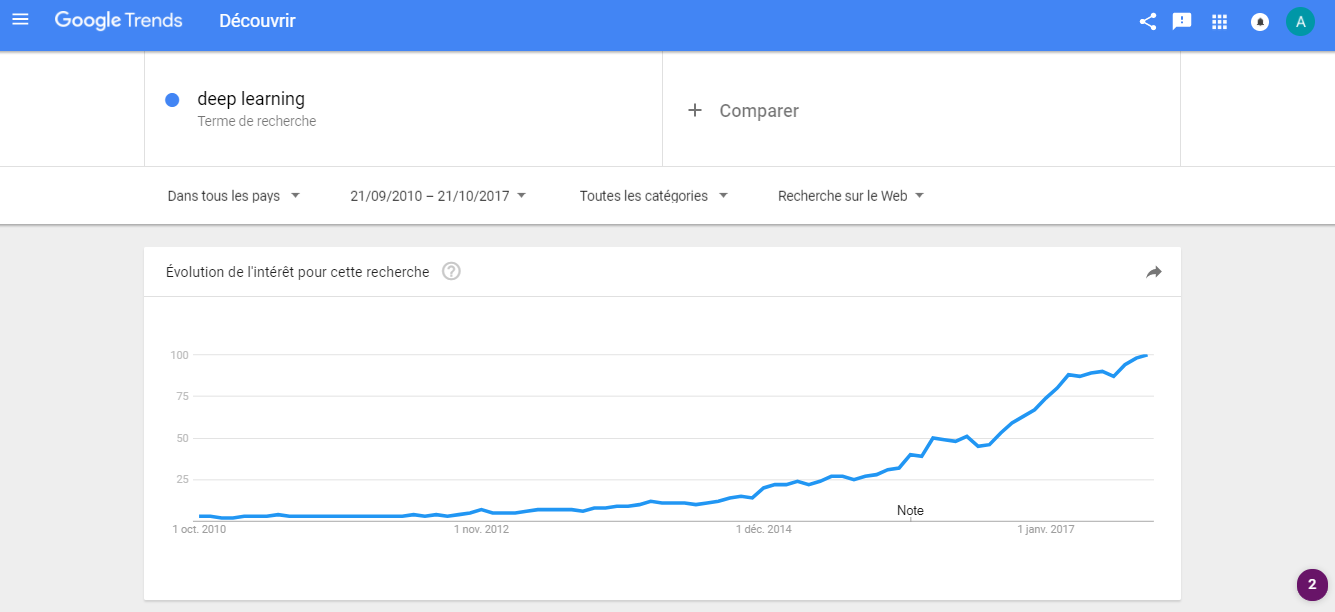 Google Trends Découvrir A
deep learning
Terme de recherche
+ Comparer
Dans tous les pays 21/09/2010 – 21/10/2017 Toutes les catégories Recherche sur le Web
Évolution de l'intérêt pour cette recherche ?
100
75
50
25
Note
1 oct. 2010 1 nov. 2012 1 déc. 2014 1 janv. 2017
2